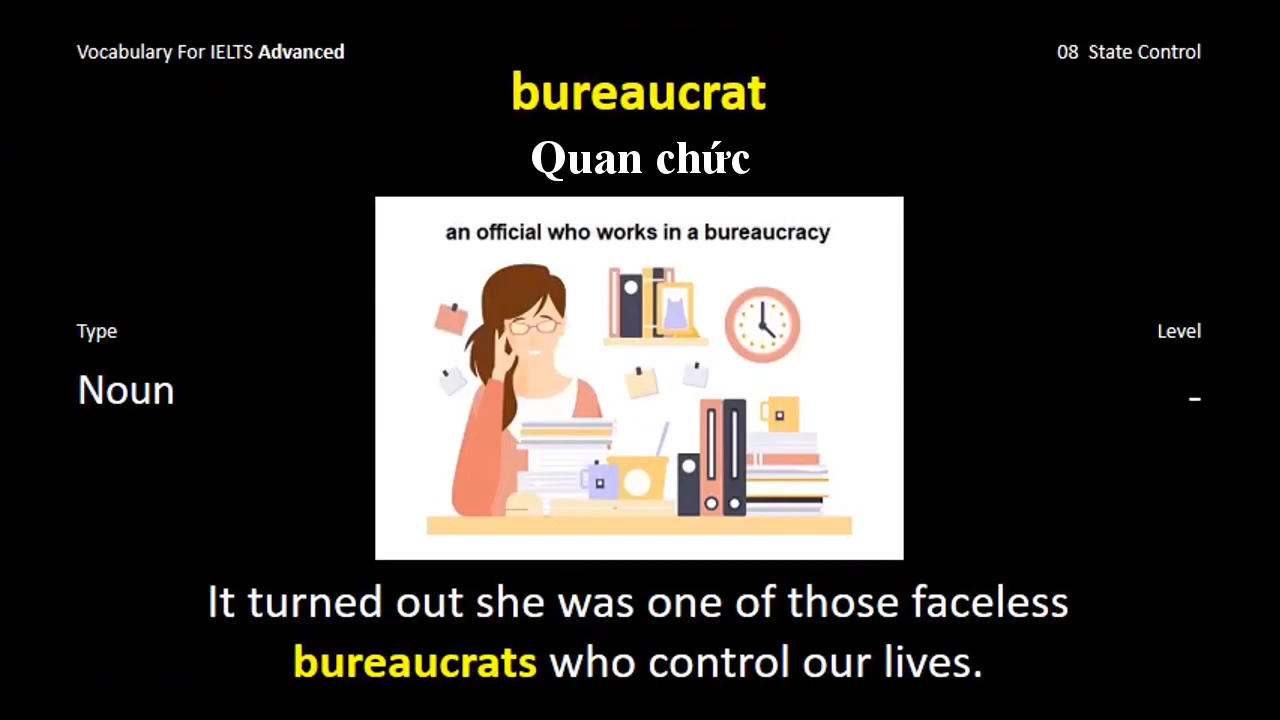 Vocabulary For IELTS Advanced
08 State Control
bureaucrat
Quan chức
an official who works in a bureaucracy
Type
Level
Noun
-
It turned out she was one of those faceless
bureaucrats who control our lives.